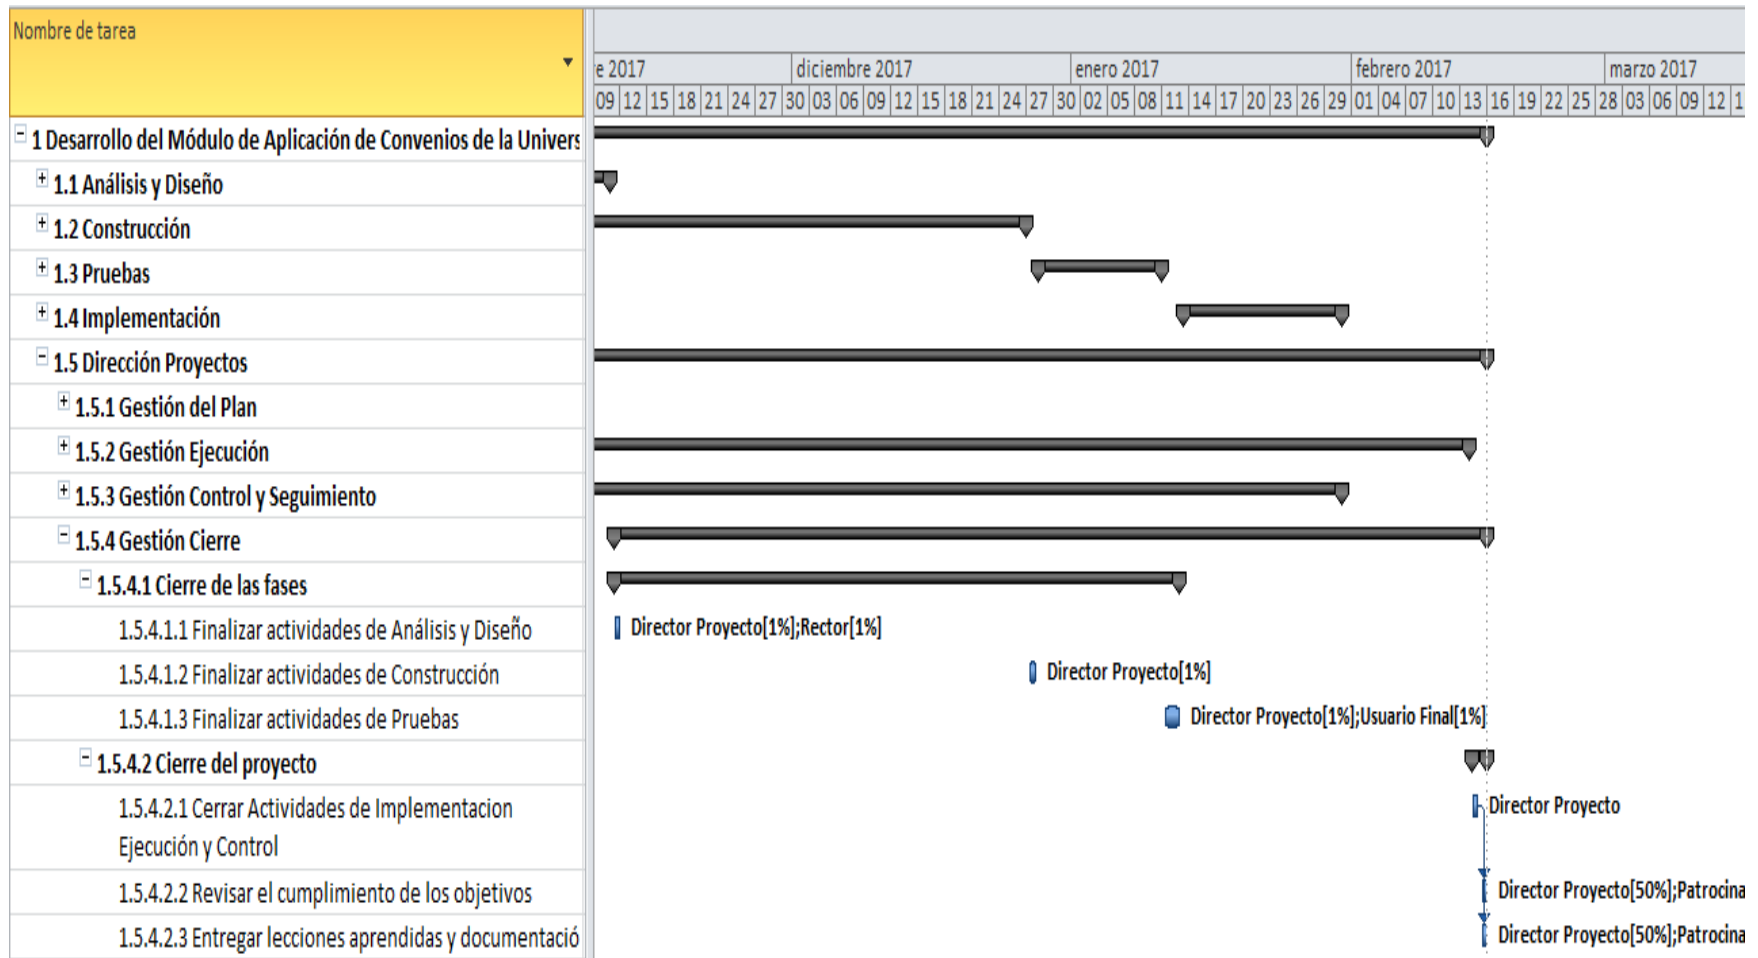 Nombre de tarea
e 2017 diciembre 2017 enero 2017 febrero 2017 marzo 2017
09 12 15 18 21 24 27 30 03 06 09 12 15 18 21 24 27 30 02 05 08 11 14 17 20 23 26 29 01 04 07 10 13 16 19 22 25 28 03 06 09 12 1
1 Desarrollo del Módulo de Aplicación de Convenios de la Univers
1.1 Análisis y Diseño
1.2 Construcción
1.3 Pruebas
1.4 Implementación
1.5 Dirección Proyectos
1.5.1 Gestión del Plan
1.5.2 Gestión Ejecución
1.5.3 Gestión Control y Seguimiento
1.5.4 Gestión Cierre
1.5.4.1 Cierre de las fases
1.5.4.1.1 Finalizar actividades de Análisis y Diseño Director Proyecto[1%];Rector[1%]
1.5.4.1.2 Finalizar actividades de Construcción Director Proyecto[1%]
1.5.4.1.3 Finalizar actividades de Pruebas Director Proyecto[1%];Usuario Final[1%]
1.5.4.2 Cierre del proyecto
1.5.4.2.1 Cerrar Actividades de Implementacion Director Proyecto
Ejecución y Control
1.5.4.2.2 Revisar el cumplimiento de los objetivos Director Proyecto[50%];Patrocina
1.5.4.2.3 Entregar lecciones aprendidas y documentació Director Proyecto[50%];Patrocina